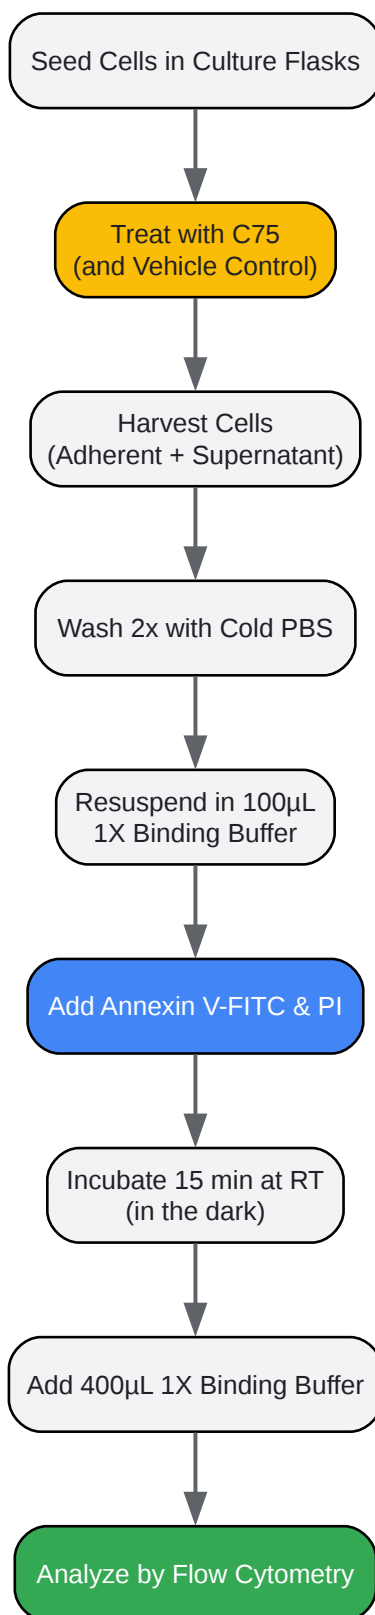 Seed Cells in Culture Flasks
Treat with C75
(and Vehicle Control)
Harvest Cells
(Adherent + Supernatant)
Wash 2x with Cold PBS
Resuspend in 100µL
1X Binding Buffer
Add Annexin V-FITC & PI
Incubate 15 min at RT
(in the dark)
Add 400µL 1X Binding Buffer
Analyze by Flow Cytometry